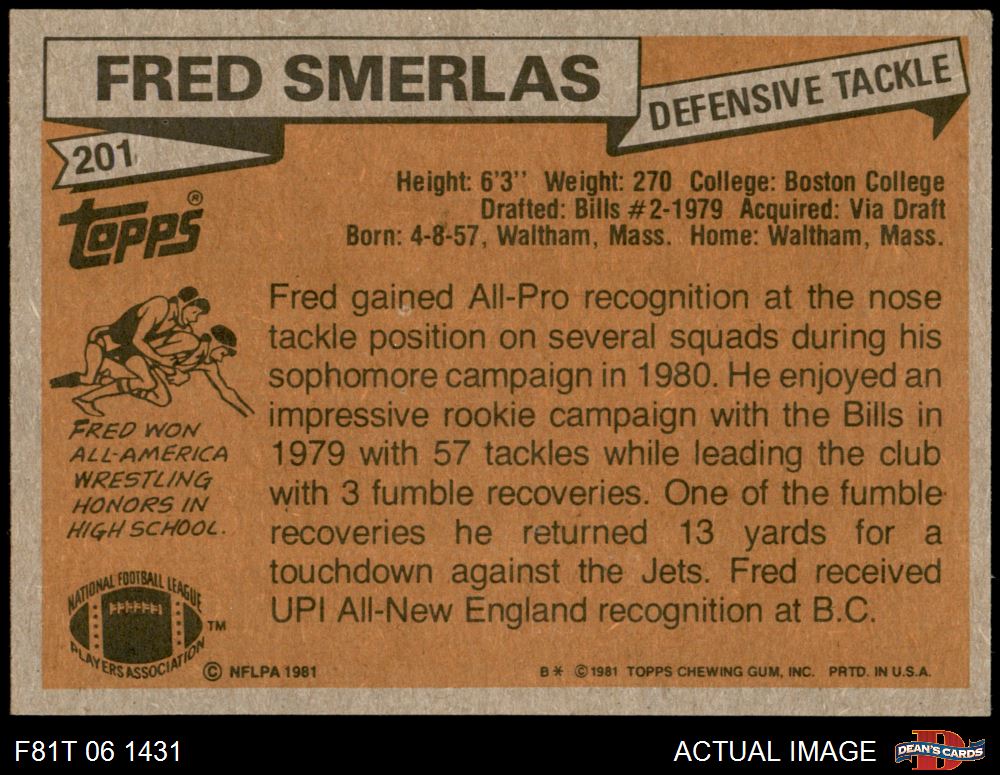 FRED SMERLAS
DEFENSIVE TACKLE
201
TOPPS®
Height: 6'3'' Weight: 270 College: Boston College
Drafted: Bills #2-1979 Acquired: Via Draft
Born: 4-8-57, Waltham, Mass. Home: Waltham, Mass.
Fred gained All-Pro recognition at the nose
tackle position on several squads during his
sophomore campaign in 1980. He enjoyed an
impressive rookie campaign with the Bills in
1979 with 57 tackles while leading the club
with 3 fumble recoveries. One of the fumble
recoveries he returned 13 yards for a
touchdown against the Jets. Fred received
UPI All-New England recognition at B.C.
FRED WON
ALL-AMERICA
WRESTLING
HONORS IN
HIGH SCHOOL.
NATIONAL FOOTBALL LEAGUE
PLAYERS ASSOCIATION
TM
© NFLPA 1981
B* ©1981 TOPPS CHEWING GUM, INC. PRTD. IN U.S.A.
F81T 06 1431
ACTUAL IMAGE
D
DEAN'S CARDS